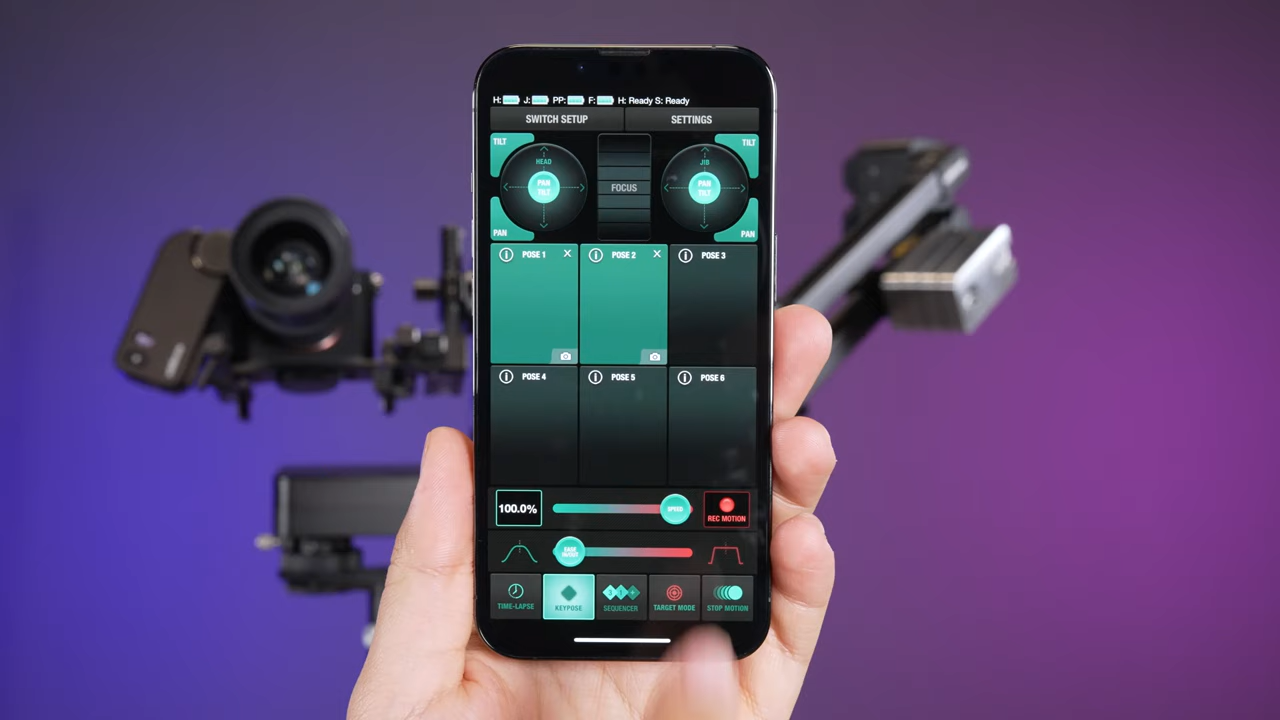 H: J: PP: F: H: Ready S: Ready
SWITCH SETUP SETTINGS
TILT TILT
HEAD JIB
PAN TILT FOCUS PAN TILT
PAN PAN
POSE 1 POSE 2 POSE 3
POSE 4 POSE 5 POSE 6
100.0% SPEED REC MOTION
EASE IN/OUT
TIME-LAPSE KEYPOSE 3 1 SEQUENCER TARGET MODE STOP MOTION